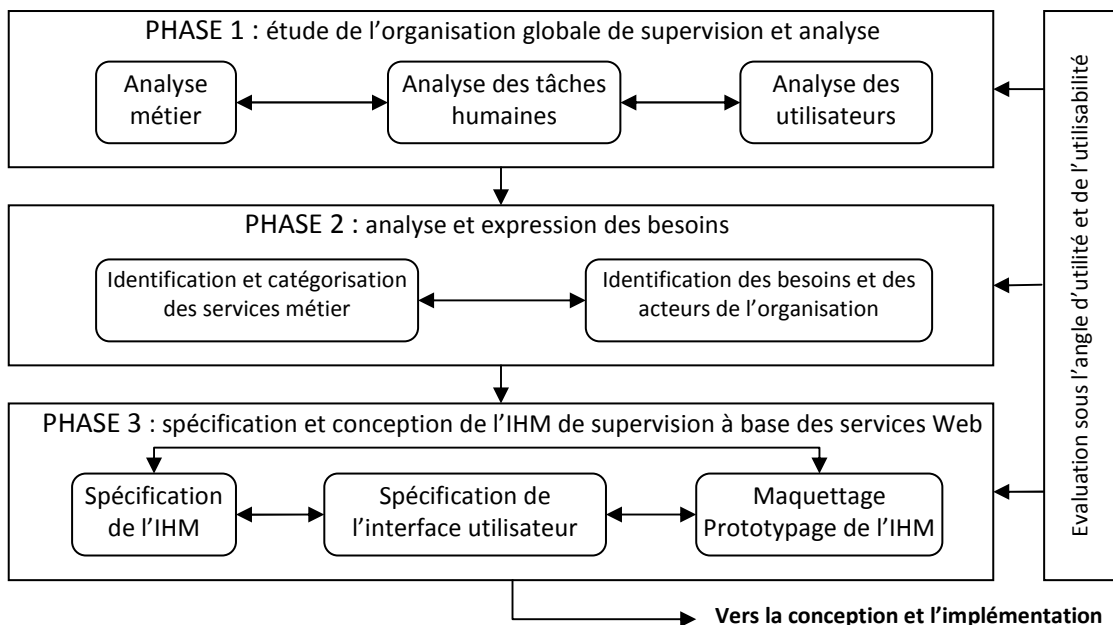 PHASE 1 : étude de l’organisation globale de supervision et analyse
Analyse
métier
Analyse des tâches
humaines
Analyse des
utilisateurs
PHASE 2 : analyse et expression des besoins
Identification et catégorisation
des services métier
Identification des besoins et des
acteurs de l’organisation
PHASE 3 : spécification et conception de l’IHM de supervision à base des services Web
Spécification
de l’IHM
Spécification de
l’interface utilisateur
Maquettage
Prototypage de l’IHM
Evaluation sous l’angle d’utilité et de l’utilisabilité
Vers la conception et l’implémentation